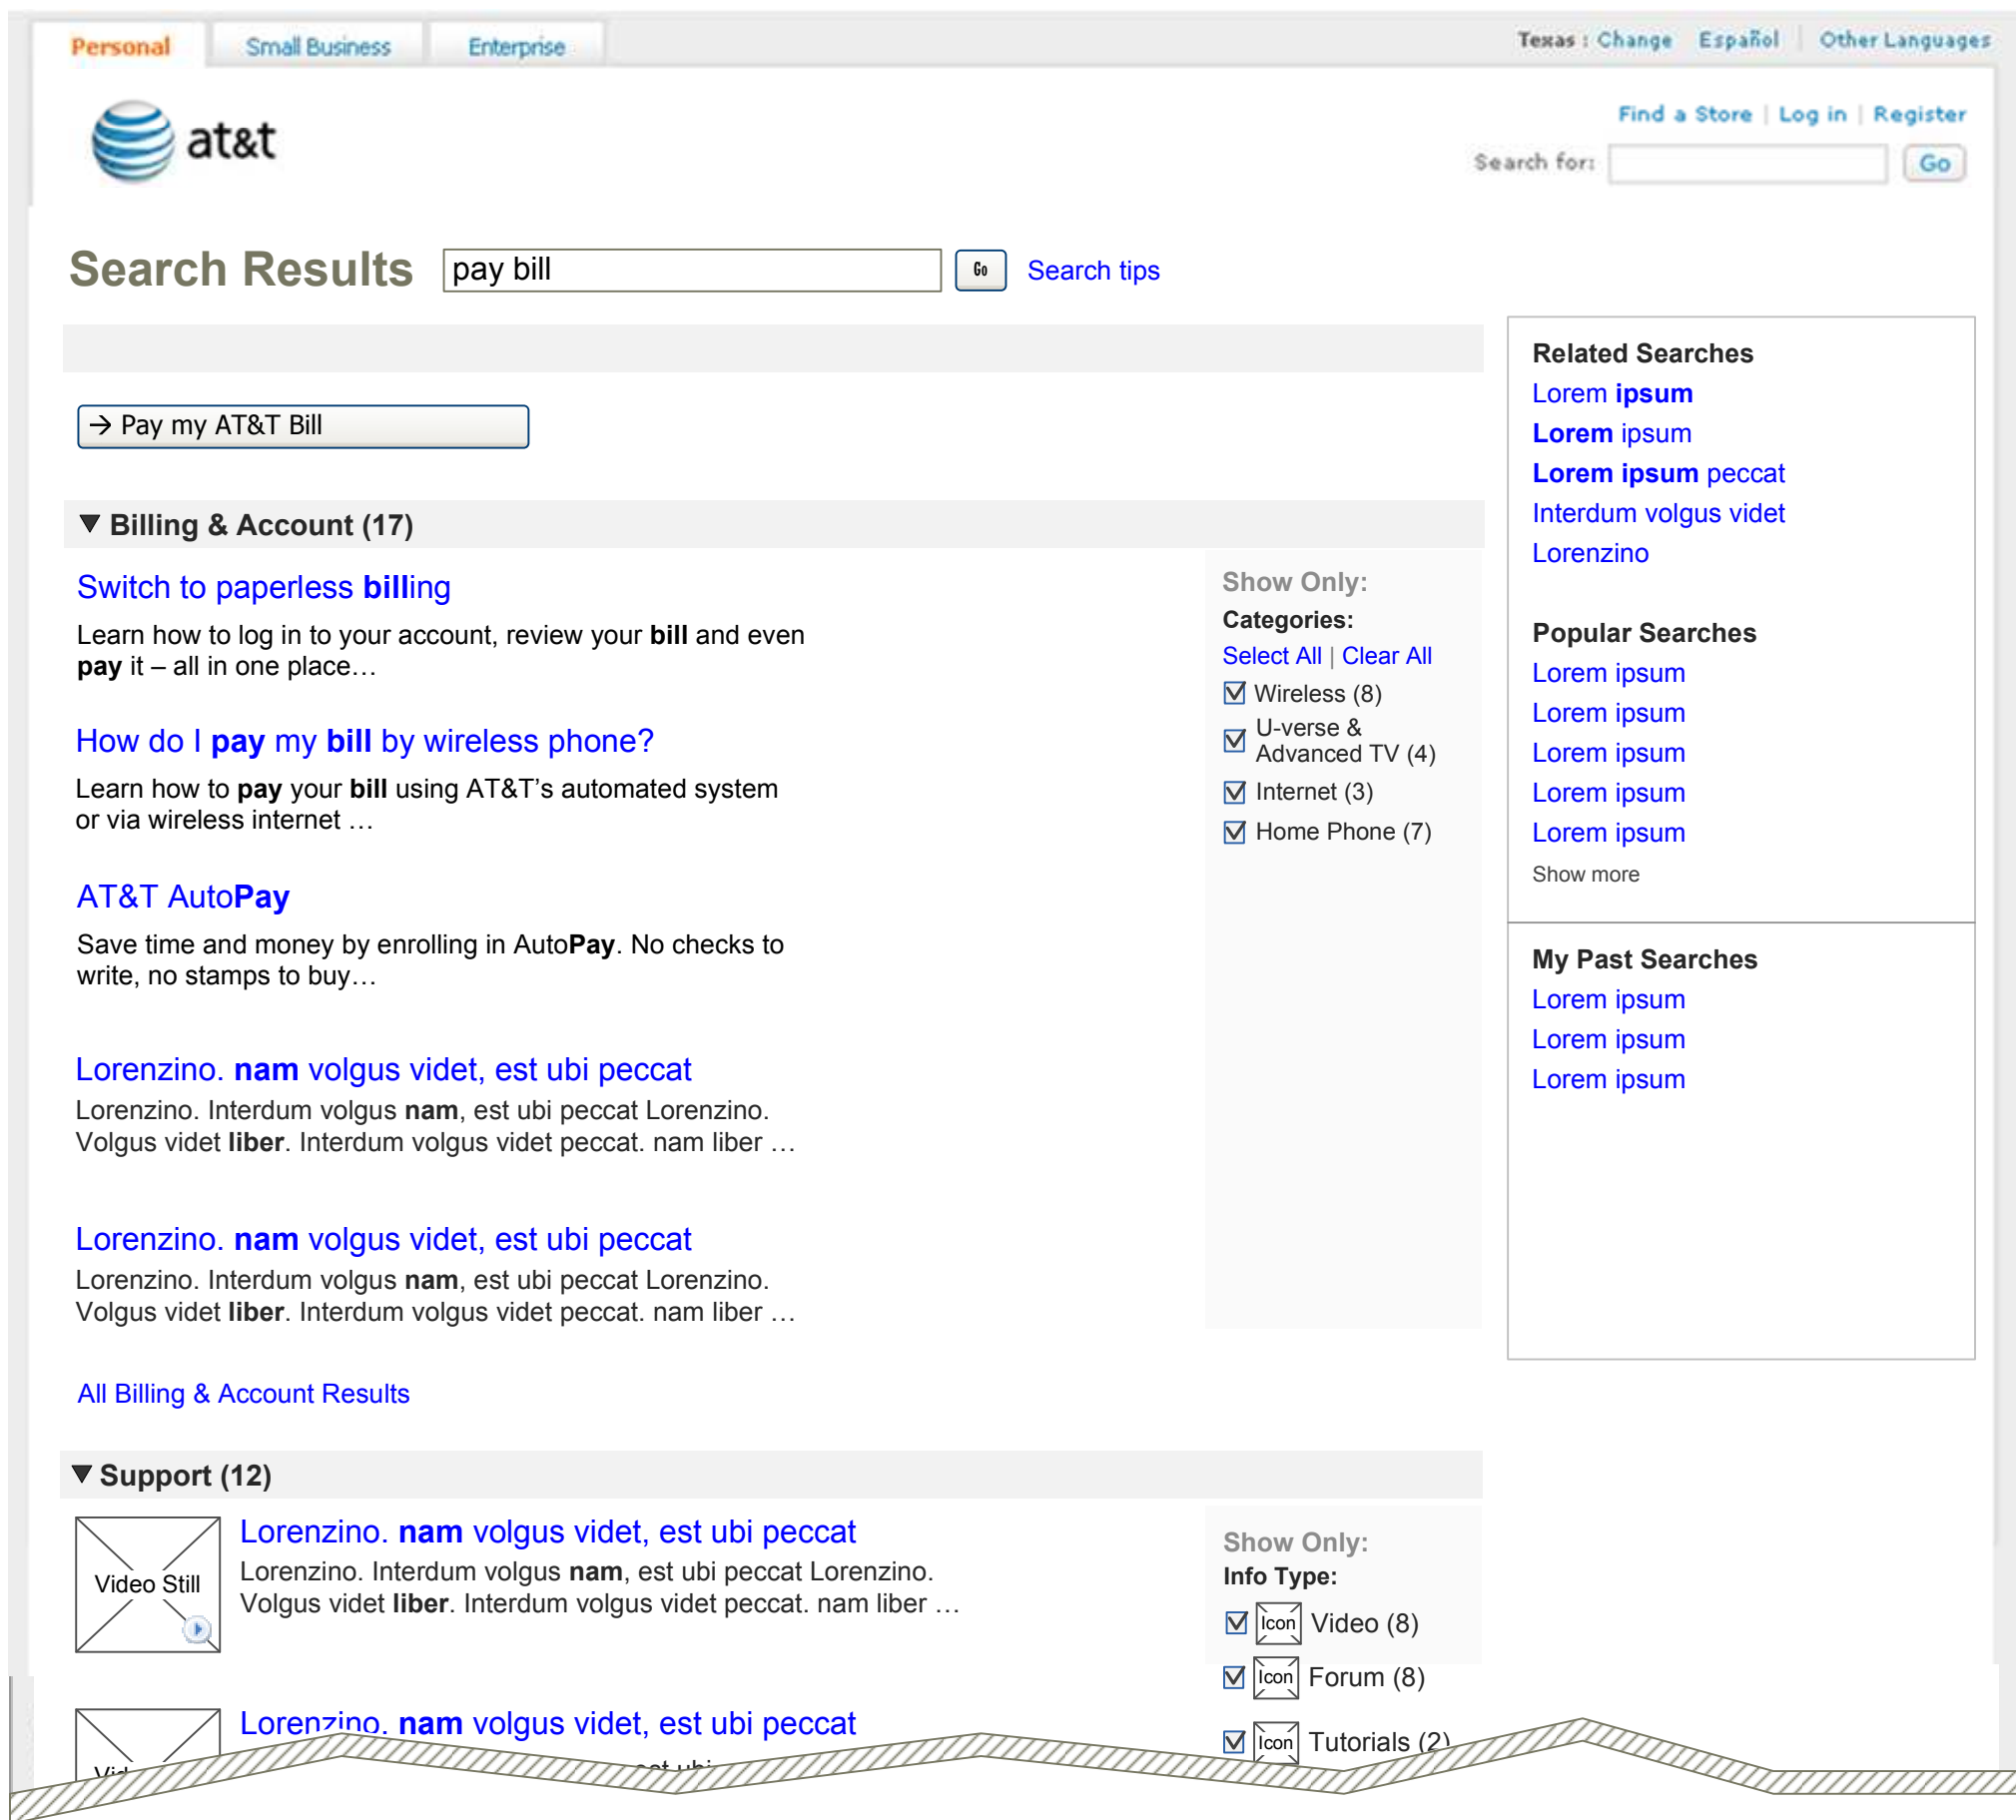 Personal Small Business Enterprise Texas : Change Español | Other Languages
at&t
Find a Store | Log in | Register
Search for: Go
Search Results pay bill Go Search tips
→ Pay my AT&T Bill
▼ Billing & Account (17)
Switch to paperless billing
Learn how to log in to your account, review your bill and even
pay it – all in one place…
How do I pay my bill by wireless phone?
Learn how to pay your bill using AT&T's automated system
or via wireless internet …
AT&T AutoPay
Save time and money by enrolling in AutoPay. No checks to
write, no stamps to buy…
Lorenzino. nam volgus videt, est ubi peccat
Lorenzino. Interdum volgus nam, est ubi peccat Lorenzino.
Volgus videt liber. Interdum volgus videt peccat. nam liber …
Lorenzino. nam volgus videt, est ubi peccat
Lorenzino. Interdum volgus nam, est ubi peccat Lorenzino.
Volgus videt liber. Interdum volgus videt peccat. nam liber …
All Billing & Account Results
Show Only:
Categories:
Select All | Clear All
Wireless (8)
U-verse &
Advanced TV (4)
Internet (3)
Home Phone (7)
Related Searches
Lorem ipsum
Lorem ipsum
Lorem ipsum peccat
Interdum volgus videt
Lorenzino
Popular Searches
Lorem ipsum
Lorem ipsum
Lorem ipsum
Lorem ipsum
Lorem ipsum
Show more
My Past Searches
Lorem ipsum
Lorem ipsum
Lorem ipsum
▼ Support (12)
Video Still
Lorenzino. nam volgus videt, est ubi peccat
Lorenzino. Interdum volgus nam, est ubi peccat Lorenzino.
Volgus videt liber. Interdum volgus videt peccat. nam liber …
Lorenzino. nam volgus videt, est ubi peccat
Show Only:
Info Type:
Icon Video (8)
Icon Forum (8)
Icon Tutorials (2)